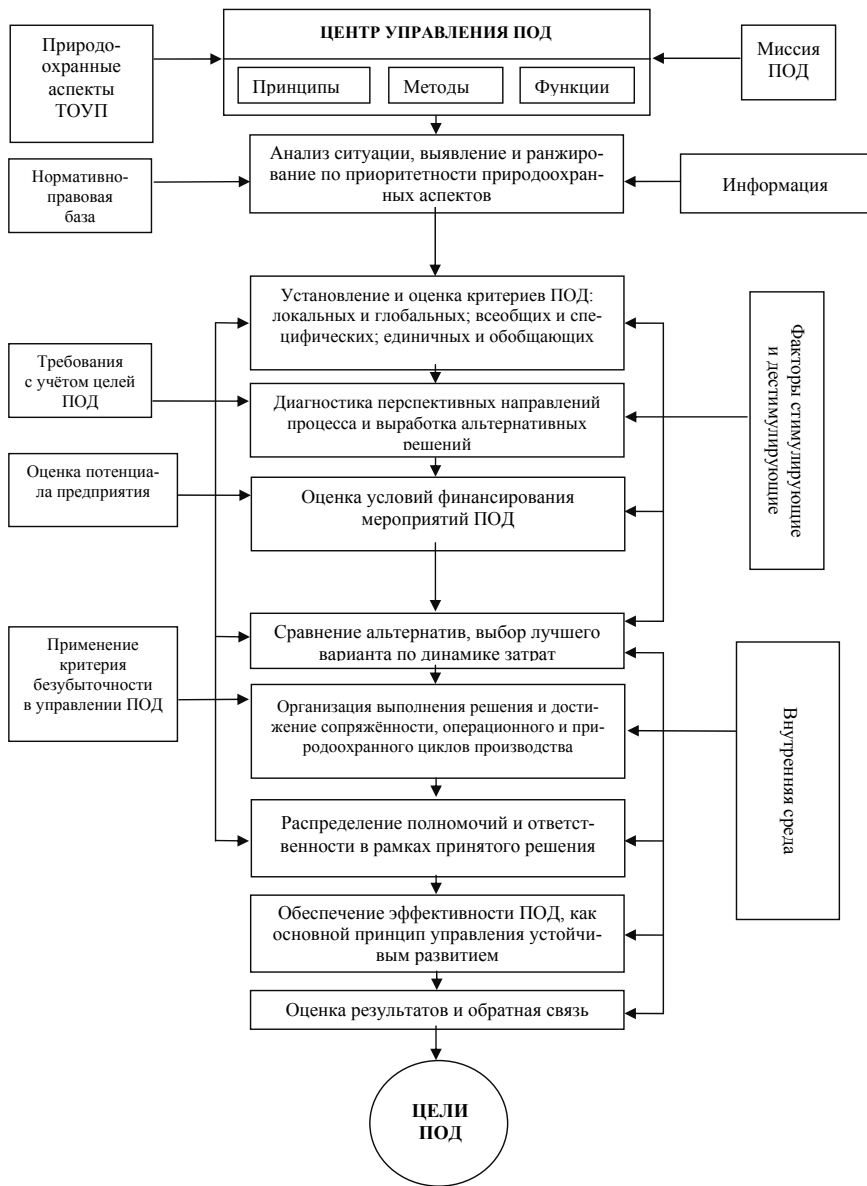 ЦЕНТР УПРАВЛЕНИЯ ПОД
Принципы
Методы
Функции
Природо-
охранные
аспекты
ТОУП
Миссия
ПОД
Анализ ситуации, выявление и ранжиро-
вание по приоритетности природоохран-
ных аспектов
Нормативно-
правовая
база
Информация
Установление и оценка критериев ПОД:
локальных и глобальных; всеобщих и спе-
цифических; единичных и обобщающих
Факторы стимулирующие
и дестимулирующие
Требования
с учётом целей
ПОД
Диагностика перспективных направлений
процесса и выработка альтернативных
решений
Оценка потенциа-
ла предприятия
Оценка условий финансирования
мероприятий ПОД
Сравнение альтернатив, выбор лучшего
варианта по динамике затрат
Применение
критерия
безубыточности
в управлении ПОД
Организация выполнения решения и дости-
жение сопряжённости, операционного и при-
родоохранного циклов производства
Внутренняя среда
Распределение полномочий и ответст-
венности в рамках принятого решения
Обеспечение эффективности ПОД, как
основной принцип управления устойчи-
вым развитием
Оценка результатов и обратная связь
ЦЕЛИ
ПОД